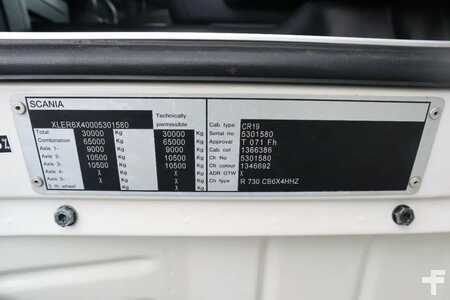 SCANIA
XLER6X40005301580
Technically permissible
Total 30000 Kg 30000 Kg
Combination 65000 Kg 65000 Kg
Axle 1- 9000 Kg 9000 Kg
Axle 2- 10500 Kg 10500 Kg
Axle 3- 10500 Kg 10500 Kg
Axle 4- X Kg X Kg
Axle 5- X Kg X Kg
5 th wheel X Kg X Kg
Cab. type CR19
Serial no 5301580
Approval T 071 Fh
Cab col 1366386
Ch No 5301580
Ch colour 1346692
ADR GTW X
Ch type R 730 CB6X4HHZ